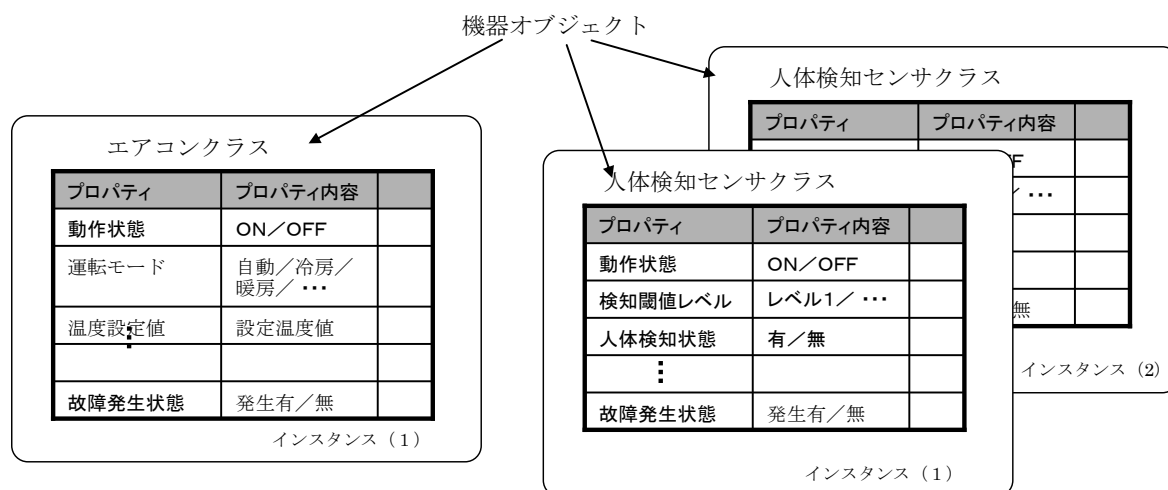 機器オブジェクト
エアコンクラス
プロパティ プロパティ内容
動作状態 ON／OFF
運転モード 自動／冷房／
暖房／ ･･･
温度設定値 設定温度値
故障発生状態 発生有／無
インスタンス（１）
人体検知センサクラス
プロパティ プロパティ内容
動作状態 ON／OFF
検知閾値レベル レベル1／ ･･･
人体検知状態 有／無
故障発生状態 発生有／無
インスタンス（１）
人体検知センサクラス
プロパティ プロパティ内容
F
／ ･･･
無
インスタンス（2）